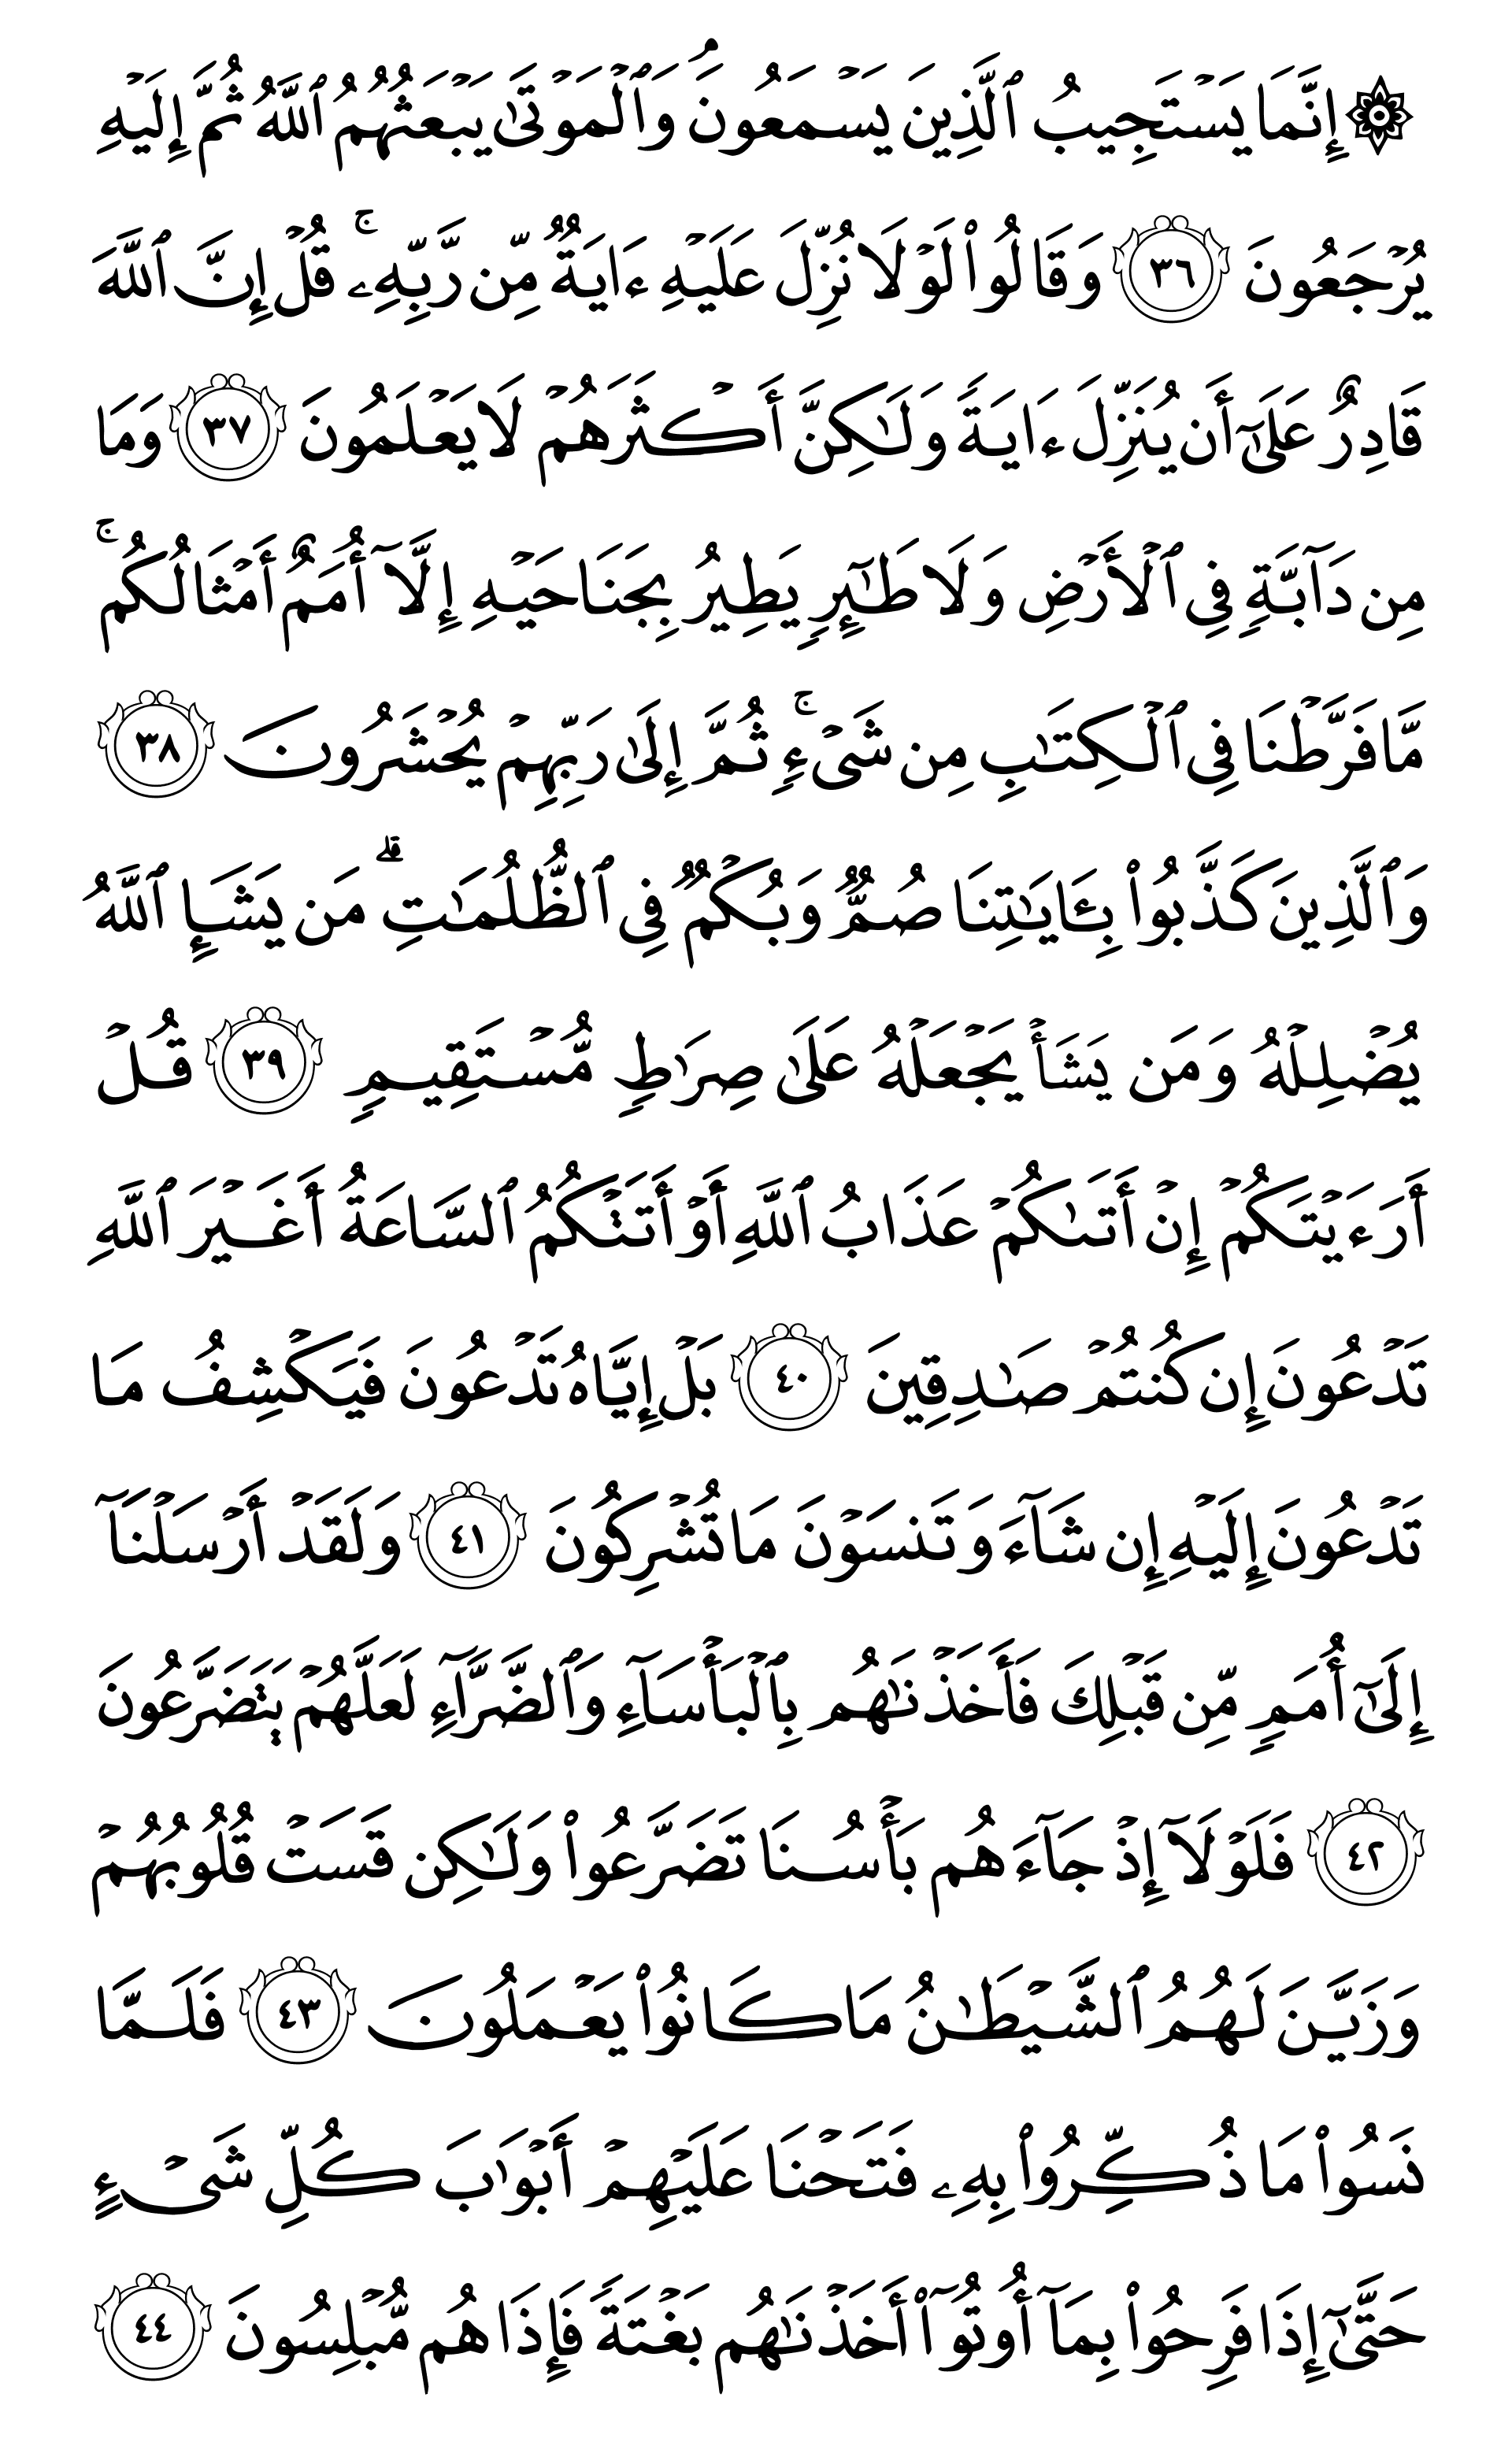 ۞ إِنَّمَا يَسۡتَجِيبُ ٱلَّذِينَ يَسۡمَعُونَۘ وَٱلۡمَوۡتَىٰ يَبۡعَثُهُمُ ٱللَّهُ ثُمَّ إِلَيۡهِ
يُرۡجَعُونَ ٣٦ وَقَالُواْ لَوۡلَا نُزِّلَ عَلَيۡهِ ءَايَةٞ مِّن رَّبِّهِۦۚ قُلۡ إِنَّ ٱللَّهَ
قَادِرٌ عَلَىٰٓ أَن يُنَزِّلَ ءَايَةٗ وَلَٰكِنَّ أَكۡثَرَهُمۡ لَا يَعۡلَمُونَ ٣٧ وَمَا
مِن دَآبَّةٖ فِي ٱلۡأَرۡضِ وَلَا طَٰٓئِرٖ يَطِيرُ بِجَنَاحَيۡهِ إِلَّآ أُمَمٌ أَمۡثَالُكُمۚ
مَّا فَرَّطۡنَا فِي ٱلۡكِتَٰبِ مِن شَيۡءٖۚ ثُمَّ إِلَىٰ رَبِّهِمۡ يُحۡشَرُونَ ٣٨
وَٱلَّذِينَ كَذَّبُواْ بِـَٔايَٰتِنَا صُمّٞ وَبُكۡمٞ فِي ٱلظُّلُمَٰتِۗ مَن يَشَإِ ٱللَّهُ
يُضۡلِلۡهُ وَمَن يَشَأۡ يَجۡعَلۡهُ عَلَىٰ صِرَٰطٖ مُّسۡتَقِيمٖ ٣٩ قُلۡ
أَرَءَيۡتَكُمۡ إِنۡ أَتَىٰكُمۡ عَذَابُ ٱللَّهِ أَوۡ أَتَتۡكُمُ ٱلسَّاعَةُ أَغَيۡرَ ٱللَّهِ
تَدۡعُونَ إِن كُنتُمۡ صَٰدِقِينَ ٤٠ بَلۡ إِيَّاهُ تَدۡعُونَ فَيَكۡشِفُ مَا
تَدۡعُونَ إِلَيۡهِ إِن شَآءَ وَتَنسَوۡنَ مَا تُشۡرِكُونَ ٤١ وَلَقَدۡ أَرۡسَلۡنَآ
إِلَىٰٓ أُمَمٖ مِّن قَبۡلِكَ فَأَخَذۡنَٰهُم بِٱلۡبَأۡسَآءِ وَٱلضَّرَّآءِ لَعَلَّهُمۡ يَتَضَرَّعُونَ
٤٢ فَلَوۡلَآ إِذۡ جَآءَهُم بَأۡسُنَا تَضَرَّعُواْ وَلَٰكِن قَسَتۡ قُلُوبُهُمۡ
وَزَيَّنَ لَهُمُ ٱلشَّيۡطَٰنُ مَا كَانُواْ يَعۡمَلُونَ ٤٣ فَلَمَّا
نَسُواْ مَا ذُكِّرُواْ بِهِۦ فَتَحۡنَا عَلَيۡهِمۡ أَبۡوَٰبَ كُلِّ شَيۡءٍ
حَتَّىٰٓ إِذَا فَرِحُواْ بِمَآ أُوتُوٓاْ أَخَذۡنَٰهُم بَغۡتَةٗ فَإِذَا هُم مُّبۡلِسُونَ ٤٤